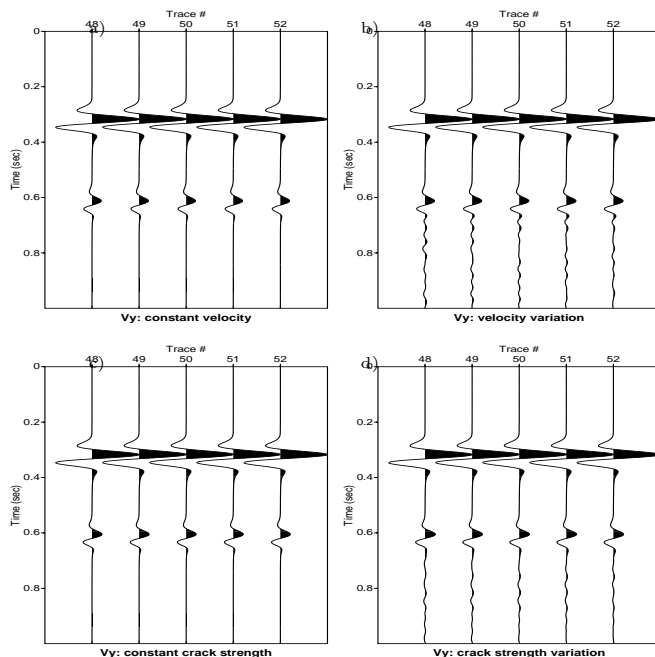 a) Trace # b) Trace #
48 49 50 51 52 48 49 50 51 52
0 0
0.2 0.2
0.4 0.4
0.6 0.6
0.8 0.8
Time (sec) Time (sec)
Vy: constant velocity Vy: velocity variation
c) Trace # d) Trace #
48 49 50 51 52 48 49 50 51 52
0 0
0.2 0.2
0.4 0.4
0.6 0.6
0.8 0.8
Time (sec) Time (sec)
Vy: constant crack strength Vy: crack strength variation